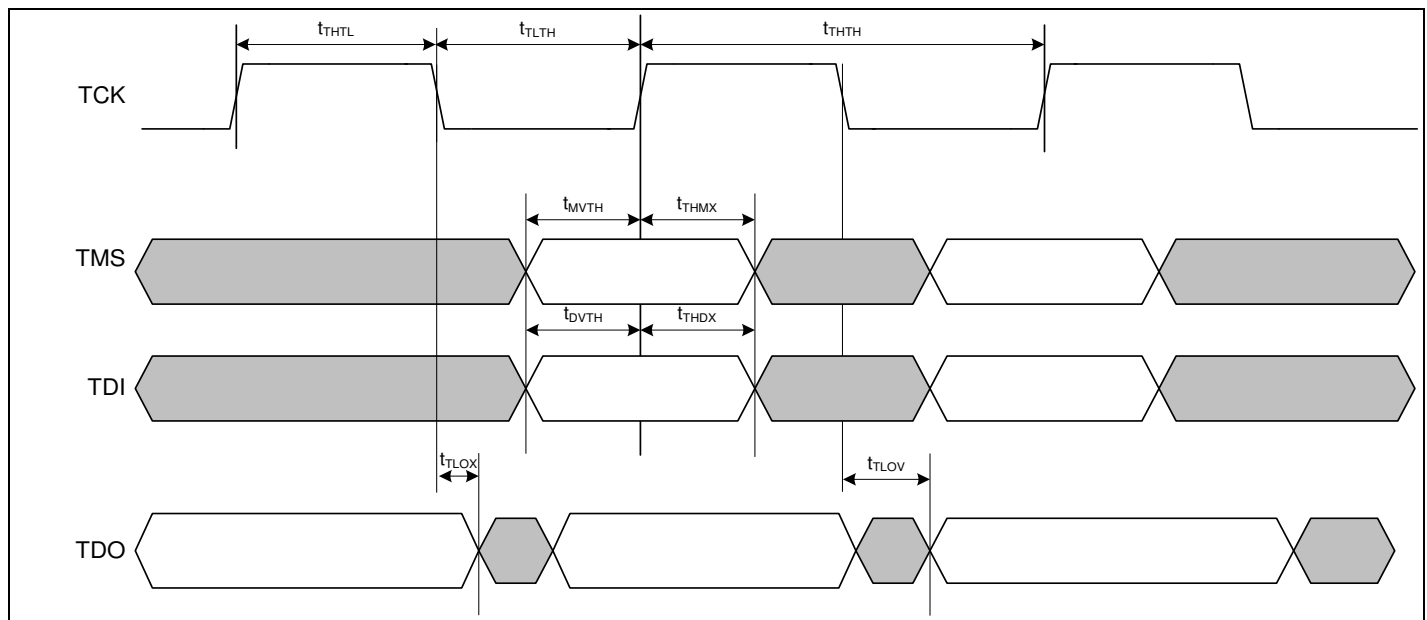 tTHTL tTLTH tTHTH
TCK
tMVTH tTHMX
TMS
tDVTH tTHDX
TDI
tTLOX tTLOV
TDO